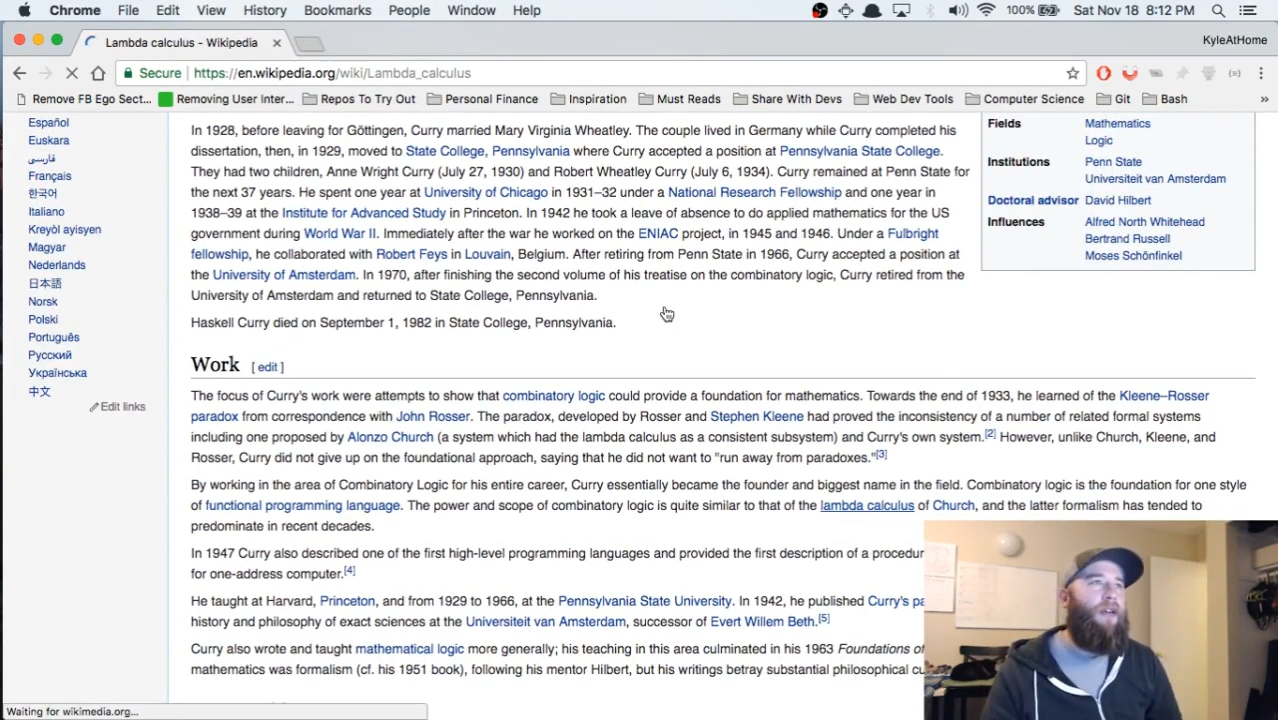 Chrome File Edit View History Bookmarks People Window Help 100% Sat Nov 18 8:12 PM
Lambda calculus - Wikipedia KyleAtHome
Secure https://en.wikipedia.org/wiki/Lambda_calculus
Remove FB Ego Sect... Removing User Inter... Repos To Try Out Personal Finance Inspiration Must Reads Share With Devs Web Dev Tools Computer Science Git Bash »
Español
Euskara
فارسی
Français
한국어
Italiano
Kreyòl ayisyen
Magyar
Nederlands
日本語
Norsk
Polski
Português
Русский
Українська
中文
Edit links
In 1928, before leaving for Göttingen, Curry married Mary Virginia Wheatley. The couple lived in Germany while Curry completed his
dissertation, then, in 1929, moved to State College, Pennsylvania where Curry accepted a position at Pennsylvania State College.
They had two children, Anne Wright Curry (July 27, 1930) and Robert Wheatley Curry (July 6, 1934). Curry remained at Penn State for
the next 37 years. He spent one year at University of Chicago in 1931–32 under a National Research Fellowship and one year in
1938–39 at the Institute for Advanced Study in Princeton. In 1942 he took a leave of absence to do applied mathematics for the US
government during World War II. Immediately after the war he worked on the ENIAC project, in 1945 and 1946. Under a Fulbright
fellowship, he collaborated with Robert Feys in Louvain, Belgium. After retiring from Penn State in 1966, Curry accepted a position at
the University of Amsterdam. In 1970, after finishing the second volume of his treatise on the combinatory logic, Curry retired from the
University of Amsterdam and returned to State College, Pennsylvania.
Haskell Curry died on September 1, 1982 in State College, Pennsylvania.
Fields Mathematics
Logic
Institutions Penn State
Universiteit van Amsterdam
Doctoral advisor David Hilbert
Influences Alfred North Whitehead
Bertrand Russell
Moses Schönfinkel
Work [ edit ]
The focus of Curry's work were attempts to show that combinatory logic could provide a foundation for mathematics. Towards the end of 1933, he learned of the Kleene–Rosser
paradox from correspondence with John Rosser. The paradox, developed by Rosser and Stephen Kleene had proved the inconsistency of a number of related formal systems
including one proposed by Alonzo Church (a system which had the lambda calculus as a consistent subsystem) and Curry's own system.[2] However, unlike Church, Kleene, and
Rosser, Curry did not give up on the foundational approach, saying that he did not want to "run away from paradoxes."[3]
By working in the area of Combinatory Logic for his entire career, Curry essentially became the founder and biggest name in the field. Combinatory logic is the foundation for one style
of functional programming language. The power and scope of combinatory logic is quite similar to that of the lambda calculus of Church, and the latter formalism has tended to
predominate in recent decades.
In 1947 Curry also described one of the first high-level programming languages and provided the first description of a procedur
for one-address computer.[4]
He taught at Harvard, Princeton, and from 1929 to 1966, at the Pennsylvania State University. In 1942, he published Curry's pa
history and philosophy of exact sciences at the Universiteit van Amsterdam, successor of Evert Willem Beth.[5]
Curry also wrote and taught mathematical logic more generally; his teaching in this area culminated in his 1963 Foundations of
mathematics was formalism (cf. his 1951 book), following his mentor Hilbert, but his writings betray substantial philosophical cu
Waiting for wikimedia.org...